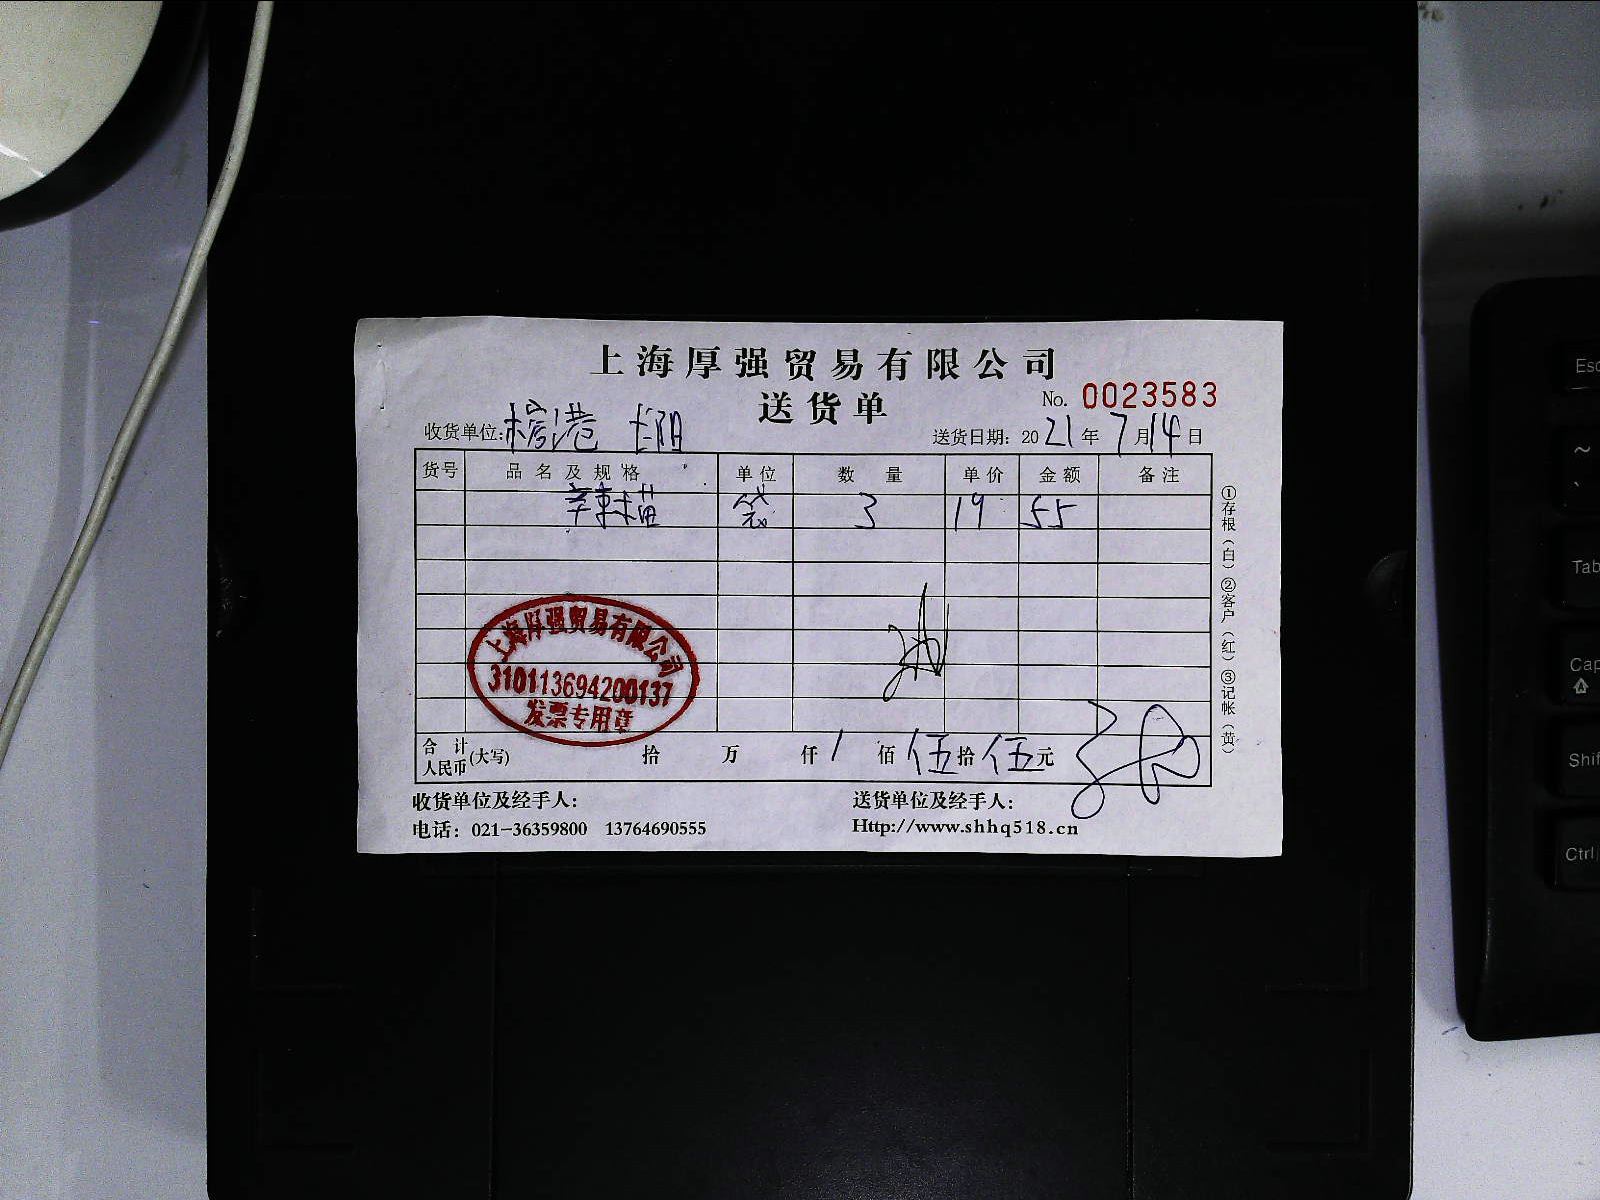 上海厚强贸易有限公司
送货单
No. 0023583
收货单位: 港 长阳
送货日期: 2021年7月14日
货号 品名及规格 单位 数量 单价 金额 备注
辣 袋 3 19 55
上海厚强贸易有限公司
310113694200137
发票专用章
合计人民币(大写) 拾 万 仟 / 佰 伍 拾 伍 元
①存根(白) ②客户(红) ③记帐(黄)
收货单位及经手人: 送货单位及经手人:
电话: 021-36359800 13764690555 Http://www.shhq518.cn
Esc
~
`
Tab
Cap
Shif
Ctrl